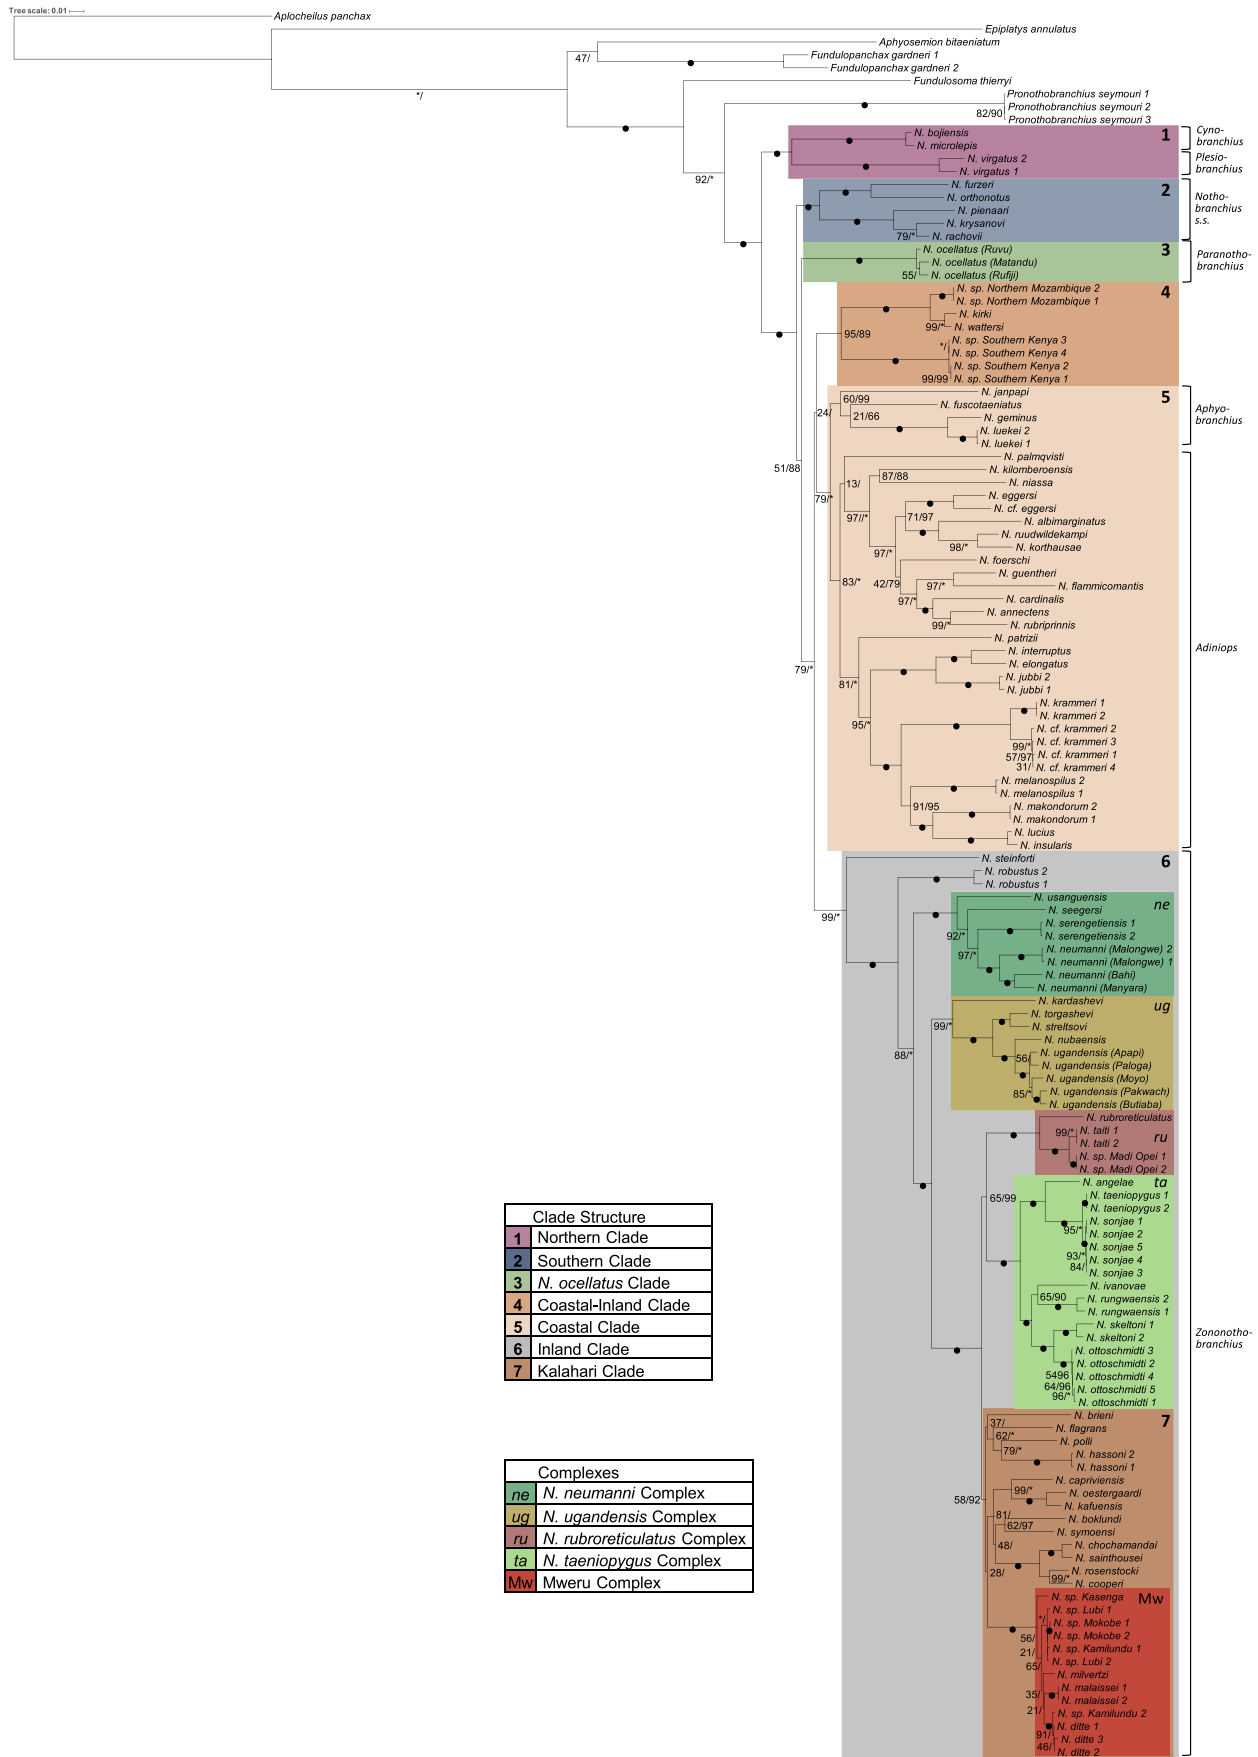 Tree scale: 0.01
Aplocheilus panchax
Epiplatys annulatus
Aphyosemion bitaeniatum
47/
Fundulopanchax gardneri 1
Fundulopanchax gardneri 2
Fundulosoma thierryi
*/
Pronothobranchius seymouri 1
Pronothobranchius seymouri 2
82/90
Pronothobranchius seymouri 3
1
N. bojiensis
N. microlepis
Cyno-
branchius
N. virgatus 2
N. virgatus 1
Plesio-
branchius
92/*
2
N. furzeri
N. orthonotus
N. pienaari
N. krysanovi
79/*
N. rachovii
Notho-
branchius
s.s.
3
N. ocellatus (Ruvu)
N. ocellatus (Matandu)
55/
N. ocellatus (Rufiji)
Paranotho-
branchius
4
N. sp. Northern Mozambique 2
N. sp. Northern Mozambique 1
N. kirki
99/*
N. wattersi
95/89
N. sp. Southern Kenya 3
*/
N. sp. Southern Kenya 4
N. sp. Southern Kenya 2
99/99
N. sp. Southern Kenya 1
5
N. janpapi
60/99
N. fuscotaeniatus
24/
21/66
N. geminus
N. luekei 2
N. luekei 1
Aphyo-
branchius
N. palmqvisti
51/88
N. kilomberoensis
87/88
13/
N. niassa
79/*
N. eggersi
N. cf. eggersi
97//*
71/97
N. albimarginatus
N. ruudwildekampi
98/*
N. korthausae
97/*
N. foerschi
N. guentheri
83/*
42/79
97/*
N. flammicomantis
97/*
N. cardinalis
N. annectens
99/*
N. rubriprinnis
N. patrizii
Adiniops
N. interruptus
N. elongatus
79/*
N. jubbi 2
81/*
N. jubbi 1
N. krammeri 1
N. krammeri 2
95/*
N. cf. krammeri 2
99/*
N. cf. krammeri 3
57/97
N. cf. krammeri 1
31/
N. cf. krammeri 4
N. melanospilus 2
N. melanospilus 1
91/95
N. makondorum 2
N. makondorum 1
N. lucius
N. insularis
6
N. steinforti
N. robustus 2
N. robustus 1
ne
N. usanguensis
N. seegersi
99/*
N. serengetiensis 1
92/*
N. serengetiensis 2
97/*
N. neumanni (Malongwe) 2
N. neumanni (Malongwe) 1
N. neumanni (Bahi)
N. neumanni (Manyara)
ug
N. kardashevi
N. torgashevi
99/*
N. streltsovi
N. nubaensis
88/*
56/
N. ugandensis (Apapi)
N. ugandensis (Paloga)
N. ugandensis (Moyo)
85/*
N. ugandensis (Pakwach)
N. ugandensis (Butiaba)
N. rubroreticulatus
99/*
N. taiti 1
ru
N. taiti 2
N. sp. Madi Opei 1
N. sp. Madi Opei 2
ta
N. angelae
65/99
N. taeniopygus 1
N. taeniopygus 2
N. sonjae 1
95/*
N. sonjae 2
N. sonjae 5
93/*
N. sonjae 4
84/
N. sonjae 3
N. ivanovae
65/90
N. rungwaensis 2
N. rungwaensis 1
N. skeltoni 1
N. skeltoni 2
N. ottoschmidti 3
N. ottoschmidti 2
5496
N. ottoschmidti 4
64/96
N. ottoschmidti 5
96/*
N. ottoschmidti 1
Zononotho-
branchius
7
N. brieni
37/
N. flagrans
62/*
N. polli
79/*
N. hassoni 2
N. hassoni 1
N. capriviensis
99/*
N. oestergaardi
58/92
N. kafuensis
81/
N. boklundi
62/97
N. symoensi
48/
N. chochamandai
N. sainthousei
28/
N. rosenstocki
99/*
N. cooperi
Mw
N. sp. Kasenga
N. sp. Lubi 1
*/
N. sp. Mokobe 1
56/
N. sp. Mokobe 2
21/
N. sp. Kamilundu 1
65/
N. sp. Lubi 2
N. milvertzi
35/
N. malaissei 1
21/
N. malaissei 2
N. sp. Kamilundu 2
N. ditte 1
91/
N. ditte 3
46/
N. ditte 2
Clade Structure
1 Northern Clade
2 Southern Clade
3 N. ocellatus Clade
4 Coastal-Inland Clade
5 Coastal Clade
6 Inland Clade
7 Kalahari Clade
Complexes
ne N. neumanni Complex
ug N. ugandensis Complex
ru N. rubroreticulatus Complex
ta N. taeniopygus Complex
Mw Mweru Complex